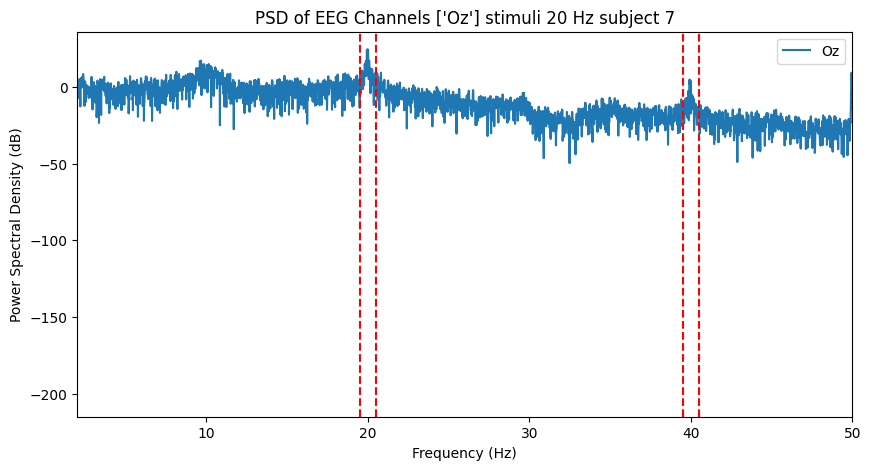 PSD of EEG Channels ['Oz'] stimuli 20 Hz subject 7
Oz
Power Spectral Density (dB)
0
−50
−100
−150
−200
10 20 30 40 50
Frequency (Hz)